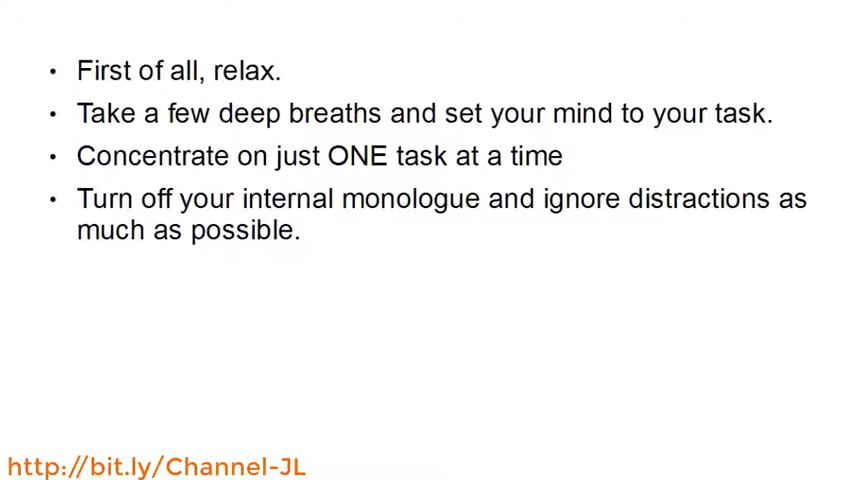 • First of all, relax.
• Take a few deep breaths and set your mind to your task.
• Concentrate on just ONE task at a time
• Turn off your internal monologue and ignore distractions as
much as possible.
http://bit.ly/Channel-JL